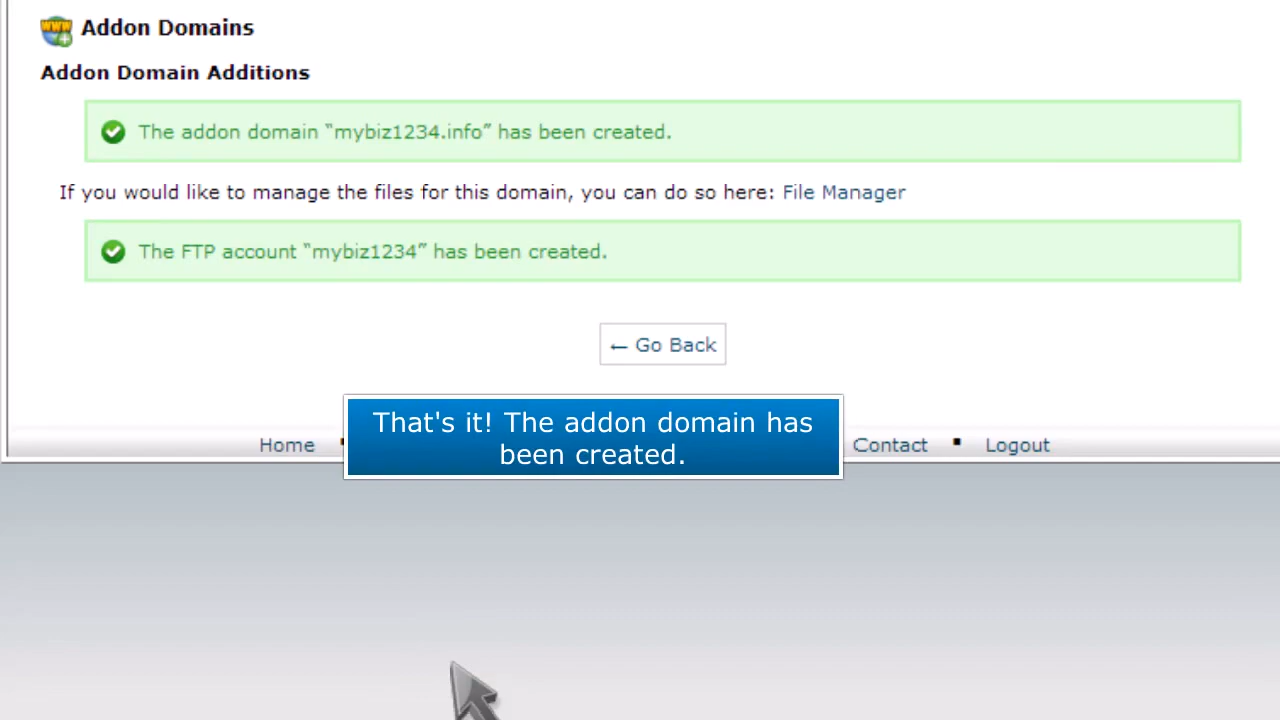 www
Addon Domains
Addon Domain Additions
The addon domain “mybiz1234.info” has been created.
If you would like to manage the files for this domain, you can do so here: File Manager
The FTP account “mybiz1234” has been created.
← Go Back
That's it! The addon domain has
been created.
Home ▪ Contact ▪ Logout